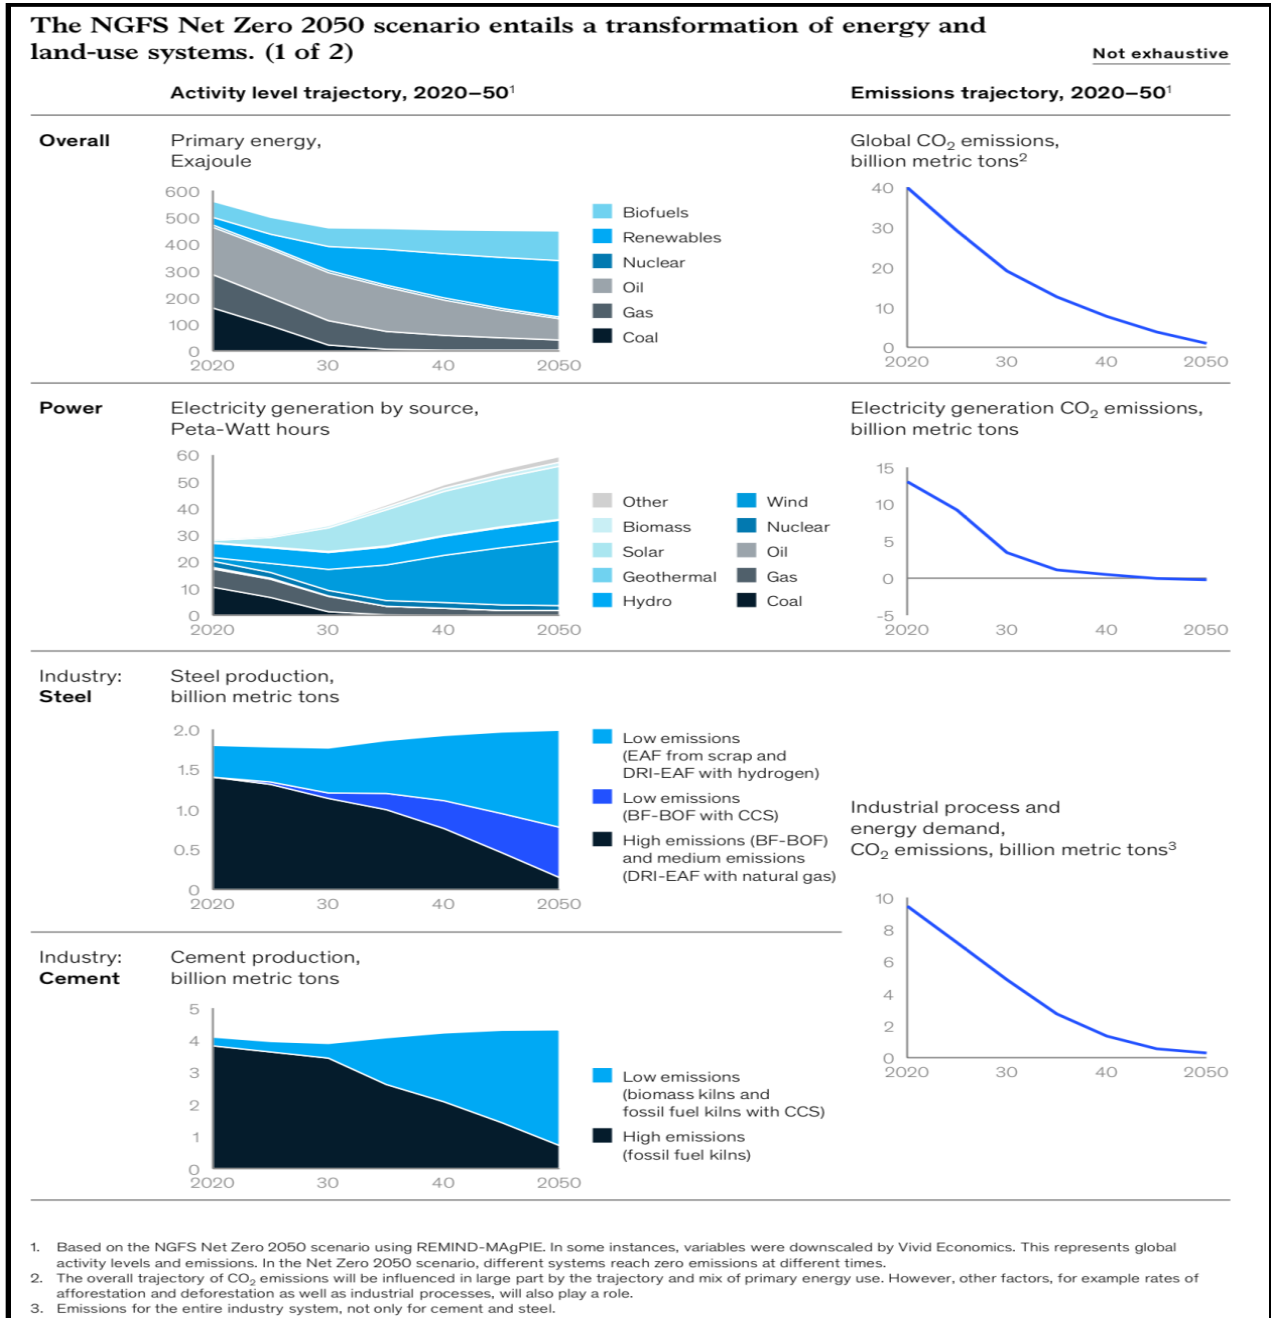 The NGFS Net Zero 2050 scenario entails a transformation of energy and
land-use systems. (1 of 2)
Not exhaustive
Activity level trajectory, 2020–50¹
Emissions trajectory, 2020–50¹
Overall
Primary energy,
Exajoule
600
500
400
300
200
100
0
2020
30
40
2050
Biofuels
Renewables
Nuclear
Oil
Gas
Coal
Global CO₂ emissions,
billion metric tons²
40
30
20
10
0
2020
30
40
2050
Power
Electricity generation by source,
Peta-Watt hours
60
50
40
30
20
10
0
2020
30
40
2050
Other
Biomass
Solar
Geothermal
Hydro
Wind
Nuclear
Oil
Gas
Coal
Electricity generation CO₂ emissions,
billion metric tons
15
10
5
0
-5
2020
30
40
2050
Industry:
Steel
Steel production,
billion metric tons
2.0
1.5
1.0
0.5
0
2020
30
40
2050
Low emissions
(EAF from scrap and
DRI-EAF with hydrogen)
Low emissions
(BF-BOF with CCS)
High emissions (BF-BOF)
and medium emissions
(DRI-EAF with natural gas)
Industrial process and
energy demand,
CO₂ emissions, billion metric tons³
10
8
6
4
2
0
2020
30
40
2050
Industry:
Cement
Cement production,
billion metric tons
5
4
3
2
1
0
2020
30
40
2050
Low emissions
(biomass kilns and
fossil fuel kilns with CCS)
High emissions
(fossil fuel kilns)
1. Based on the NGFS Net Zero 2050 scenario using REMIND-MAgPIE. In some instances, variables were downscaled by Vivid Economics. This represents global
activity levels and emissions. In the Net Zero 2050 scenario, different systems reach zero emissions at different times.
2. The overall trajectory of CO₂ emissions will be influenced in large part by the trajectory and mix of primary energy use. However, other factors, for example rates of
afforestation and deforestation as well as industrial processes, will also play a role.
3. Emissions for the entire industry system, not only for cement and steel.